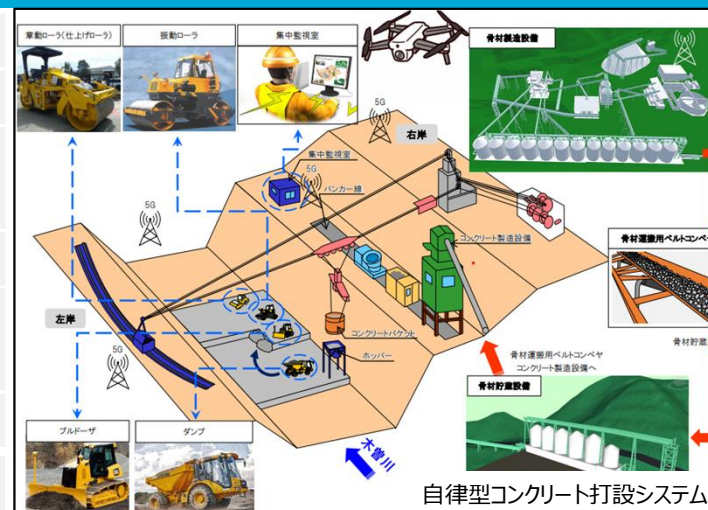 章動ローラ(仕上げローラ)
振動ローラ
集中監視室
骨材製造設備
5G
右岸
集中監視室
5G
バンカー線
5G
コンクリート製造設備
骨材運搬用ベルトコンベヤ
左岸
コンクリートバケット
ホッパー
5G
骨材運搬用ベルトコンベヤ
コンクリート製造設備へ
骨材貯蔵
骨材貯蔵設備
ブルドーザ
ダンプ
木曽川
自律型コンクリート打設システム